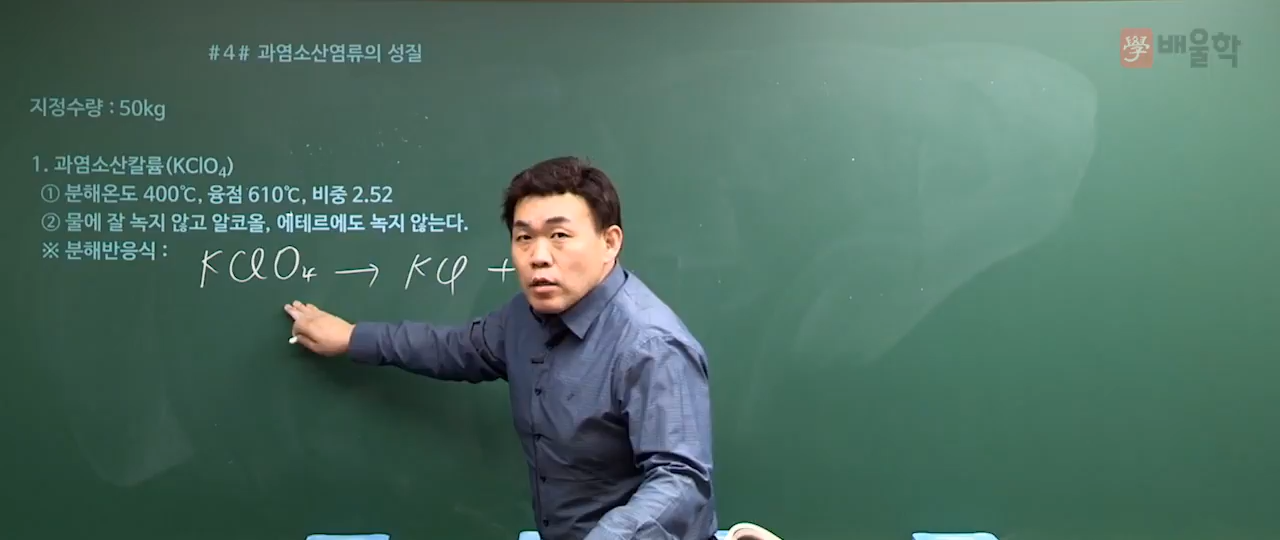 #4# 과염소산염류의 성질
學 배울학
지정수량 : 50kg
1. 과염소산칼륨(KClO₄)
① 분해온도 400℃, 융점 610℃, 비중 2.52
② 물에 잘 녹지 않고 알코올, 에테르에도 녹지 않는다.
※ 분해반응식 : KClO₄ → KCl +